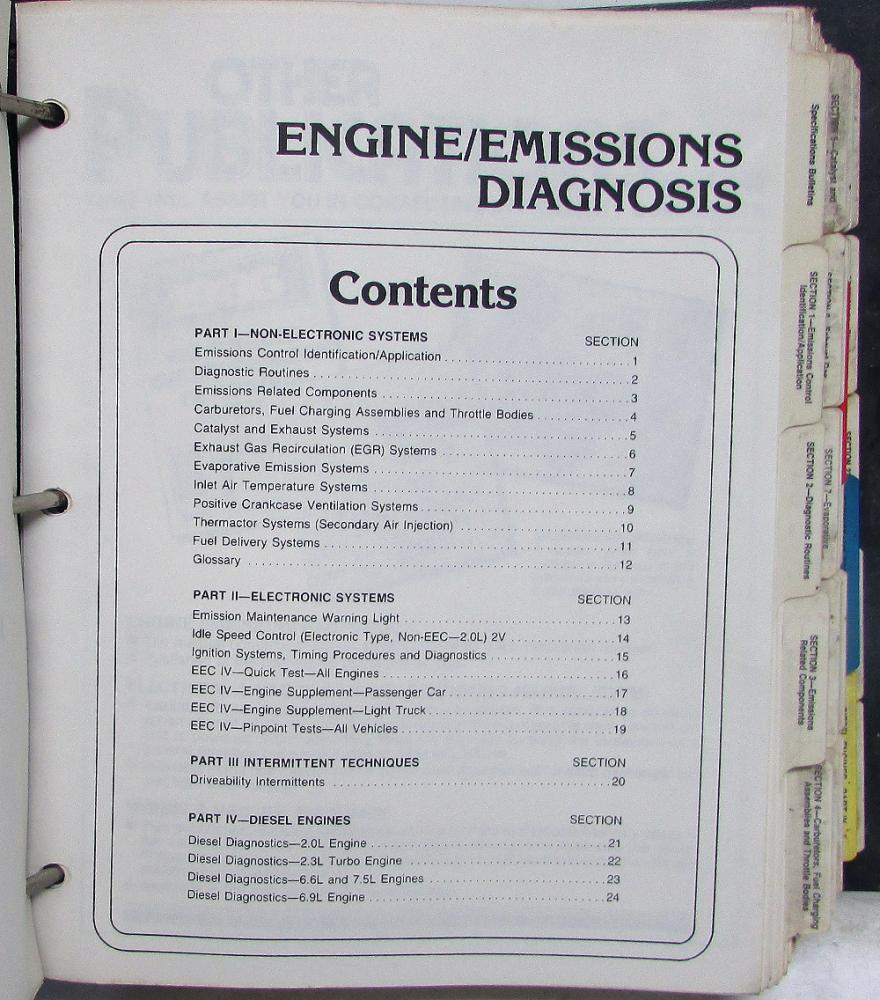 ENGINE/EMISSIONS
DIAGNOSIS
Contents
PART I—NON-ELECTRONIC SYSTEMS SECTION
Emissions Control Identification/Application 1
Diagnostic Routines 2
Emissions Related Components 3
Carburetors, Fuel Charging Assemblies and Throttle Bodies 4
Catalyst and Exhaust Systems 5
Exhaust Gas Recirculation (EGR) Systems 6
Evaporative Emission Systems 7
Inlet Air Temperature Systems 8
Positive Crankcase Ventilation Systems 9
Thermactor Systems (Secondary Air Injection) 10
Fuel Delivery Systems 11
Glossary 12
PART II—ELECTRONIC SYSTEMS SECTION
Emission Maintenance Warning Light 13
Idle Speed Control (Electronic Type, Non-EEC—2.0L) 2V 14
Ignition Systems, Timing Procedures and Diagnostics 15
EEC IV—Quick Test—All Engines 16
EEC IV—Engine Supplement—Passenger Car 17
EEC IV—Engine Supplement—Light Truck 18
EEC IV—Pinpoint Tests—All Vehicles 19
PART III INTERMITTENT TECHNIQUES SECTION
Driveability Intermittents 20
PART IV—DIESEL ENGINES SECTION
Diesel Diagnostics—2.0L Engine 21
Diesel Diagnostics—2.3L Turbo Engine 22
Diesel Diagnostics—6.6L and 7.5L Engines 23
Diesel Diagnostics—6.9L Engine 24
Specifications Bulletins
SECTION 5—Catalyst and
SECTION 1—Emissions Control
Identification/Application
SECTION 2—Diagnostic Routines
SECTION 7—Evaporative
SECTION 3—Emissions
Related Components
SECTION 4—Carburetors, Fuel Charging
Assemblies and Throttle Bodies